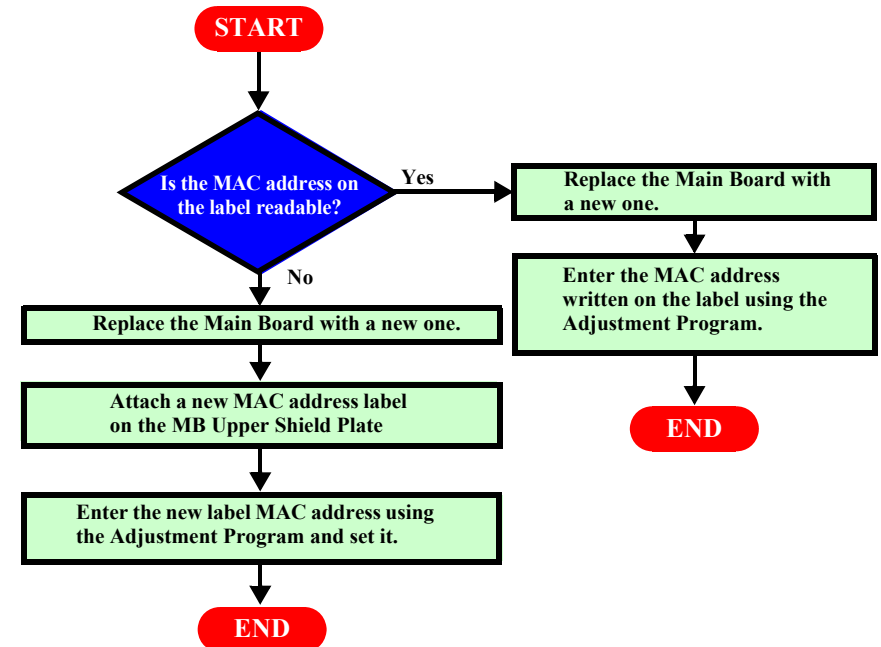 START
Is the MAC address on
the label readable?
Yes
Replace the Main Board with
a new one.
Enter the MAC address
written on the label using the
Adjustment Program.
END
No
Replace the Main Board with a new one.
Attach a new MAC address label
on the MB Upper Shield Plate
Enter the new label MAC address using
the Adjustment Program and set it.
END